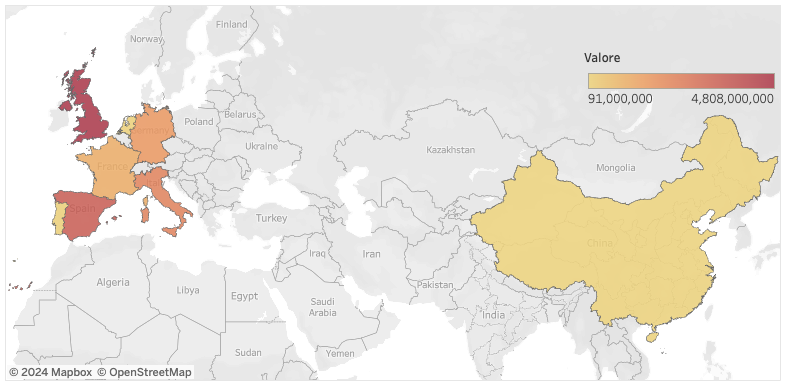 Finland
Norway
Valore
91,000,000 4,808,000,000
Poland
Belarus
Germany
Ukraine
Kazakhstan
Mongolia
France
Spain
Turkey
China
Iraq
Iran
Algeria
Libya
Egypt
Pakistan
Saudi
Arabia
India
Sudan
Yemen
© 2024 Mapbox © OpenStreetMap